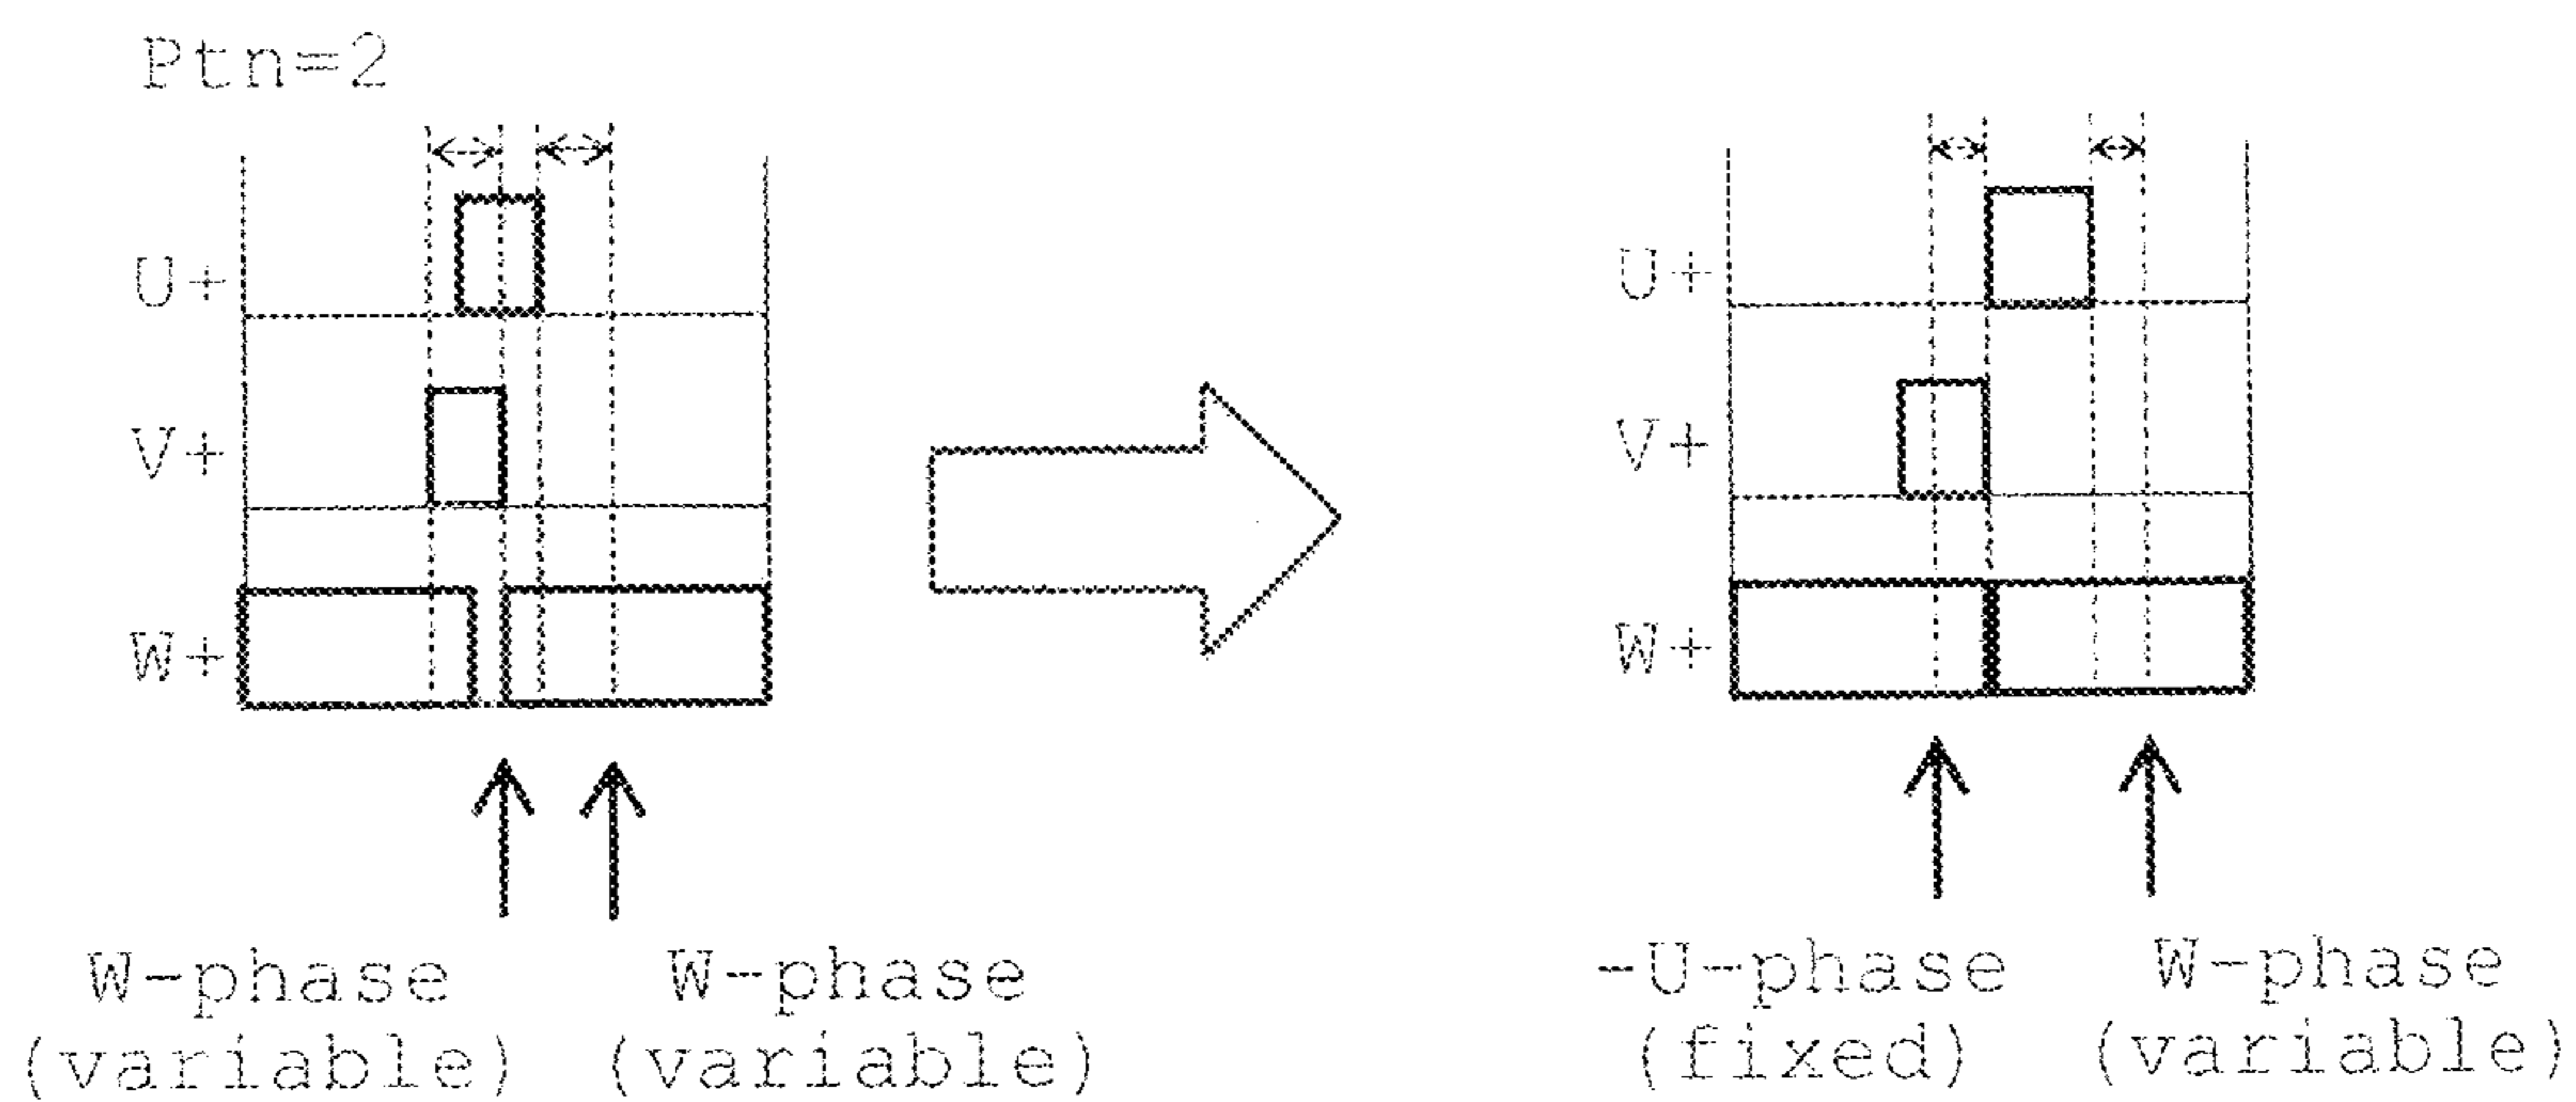 Ptn=2
U+
V+
W+
W-phase
(variable)
W-phase
(variable)
U+
V+
W+
-U-phase
(fixed)
W-phase
(variable)